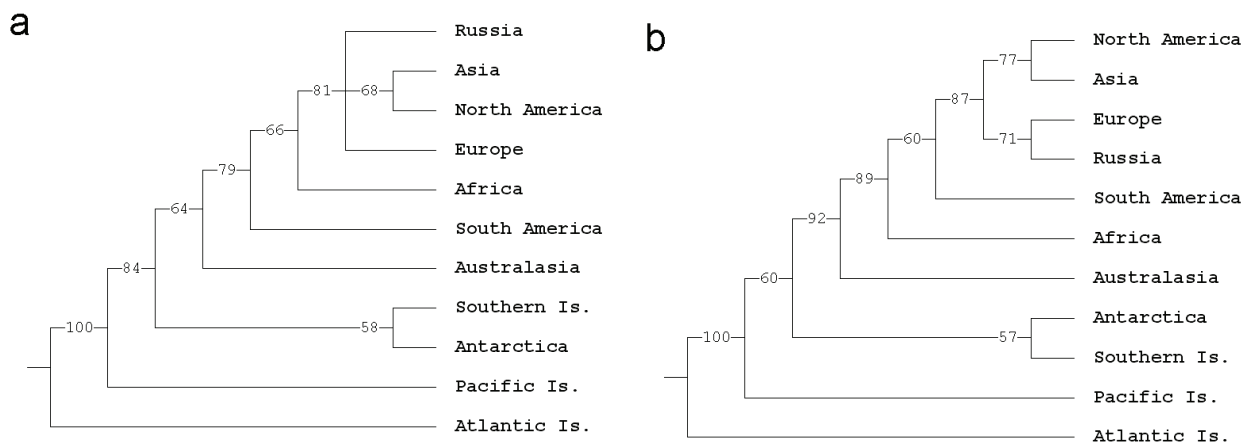 a
Russia
Asia
81
68
North America
66
Europe
79
Africa
64
South America
84
Australasia
Southern Is.
100
58
Antarctica
Pacific Is.
Atlantic Is.
b
North America
77
Asia
87
Europe
60
71
Russia
89
South America
92
Africa
60
Australasia
Antarctica
100
57
Southern Is.
Pacific Is.
Atlantic Is.